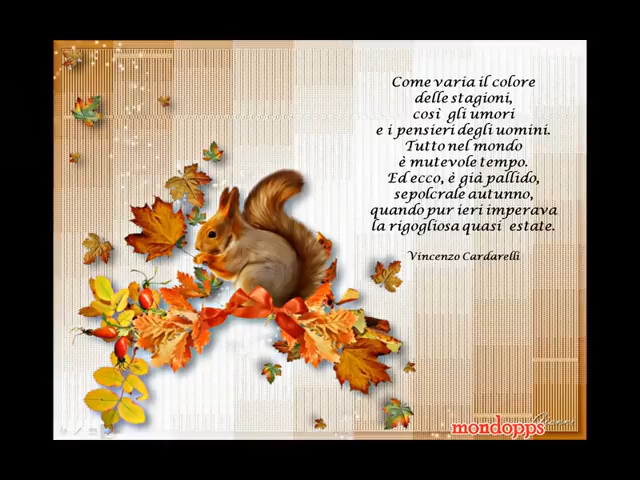 Come varia il colore
delle stagioni,
così gli umori
e i pensieri degli uomini.
Tutto nel mondo
è mutevole tempo.
Ed ecco, è già pallido,
sepolcrale autunno,
quando pur ieri imperava
la rigogliosa quasi estate.
Vincenzo Cardarelli
mondopps